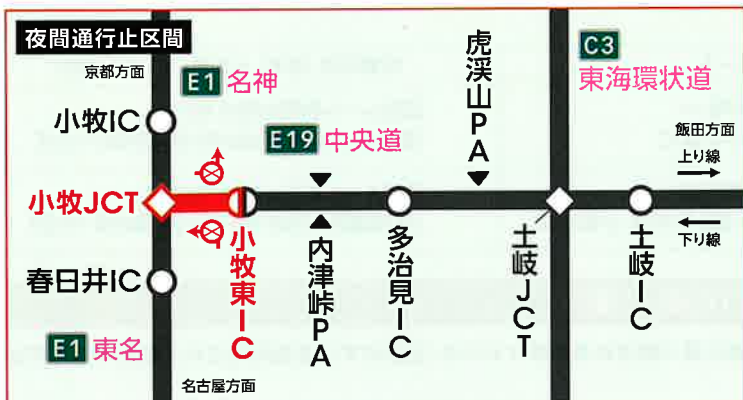 夜間通行止区間
京都方面
E1 名神
小牧IC
E19 中央道
虎渓山PA
C3
東海環状道
飯田方面
上り線
小牧JCT
下り線
小牧東IC
内津峠PA
多治見IC
土岐JCT
土岐IC
春日井IC
E1 東名
名古屋方面